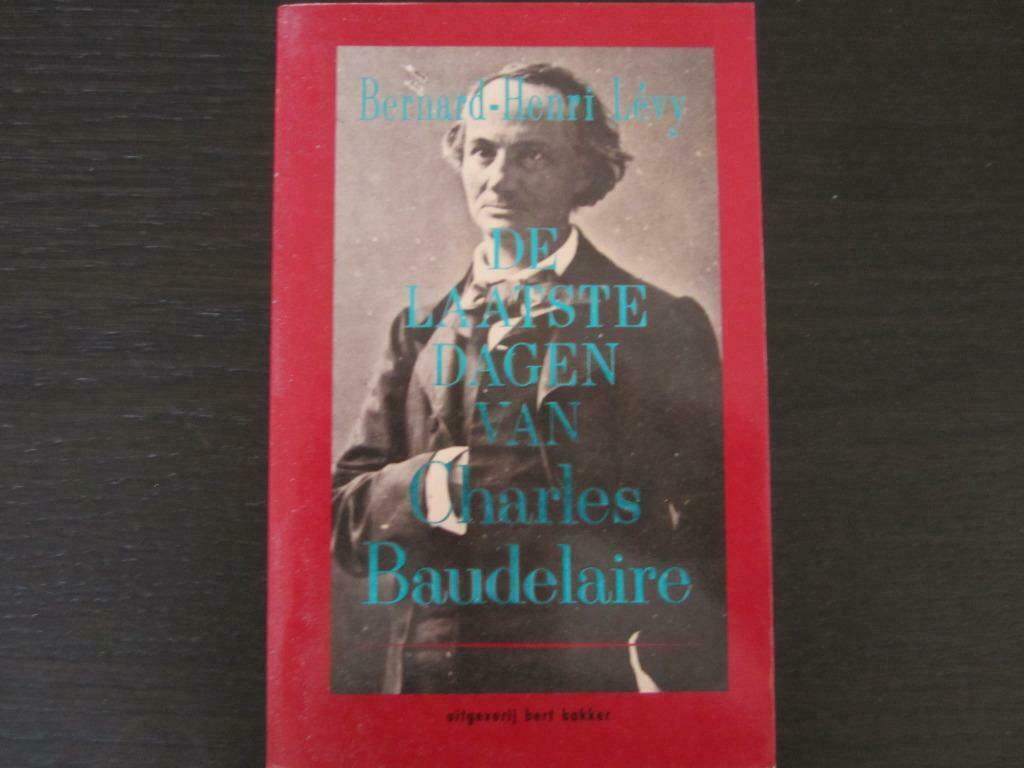 Bernard-Henri Lévy
DE
LAATSTE
DAGEN
VAN
Charles
Baudelaire
uitgeverij bert bakker